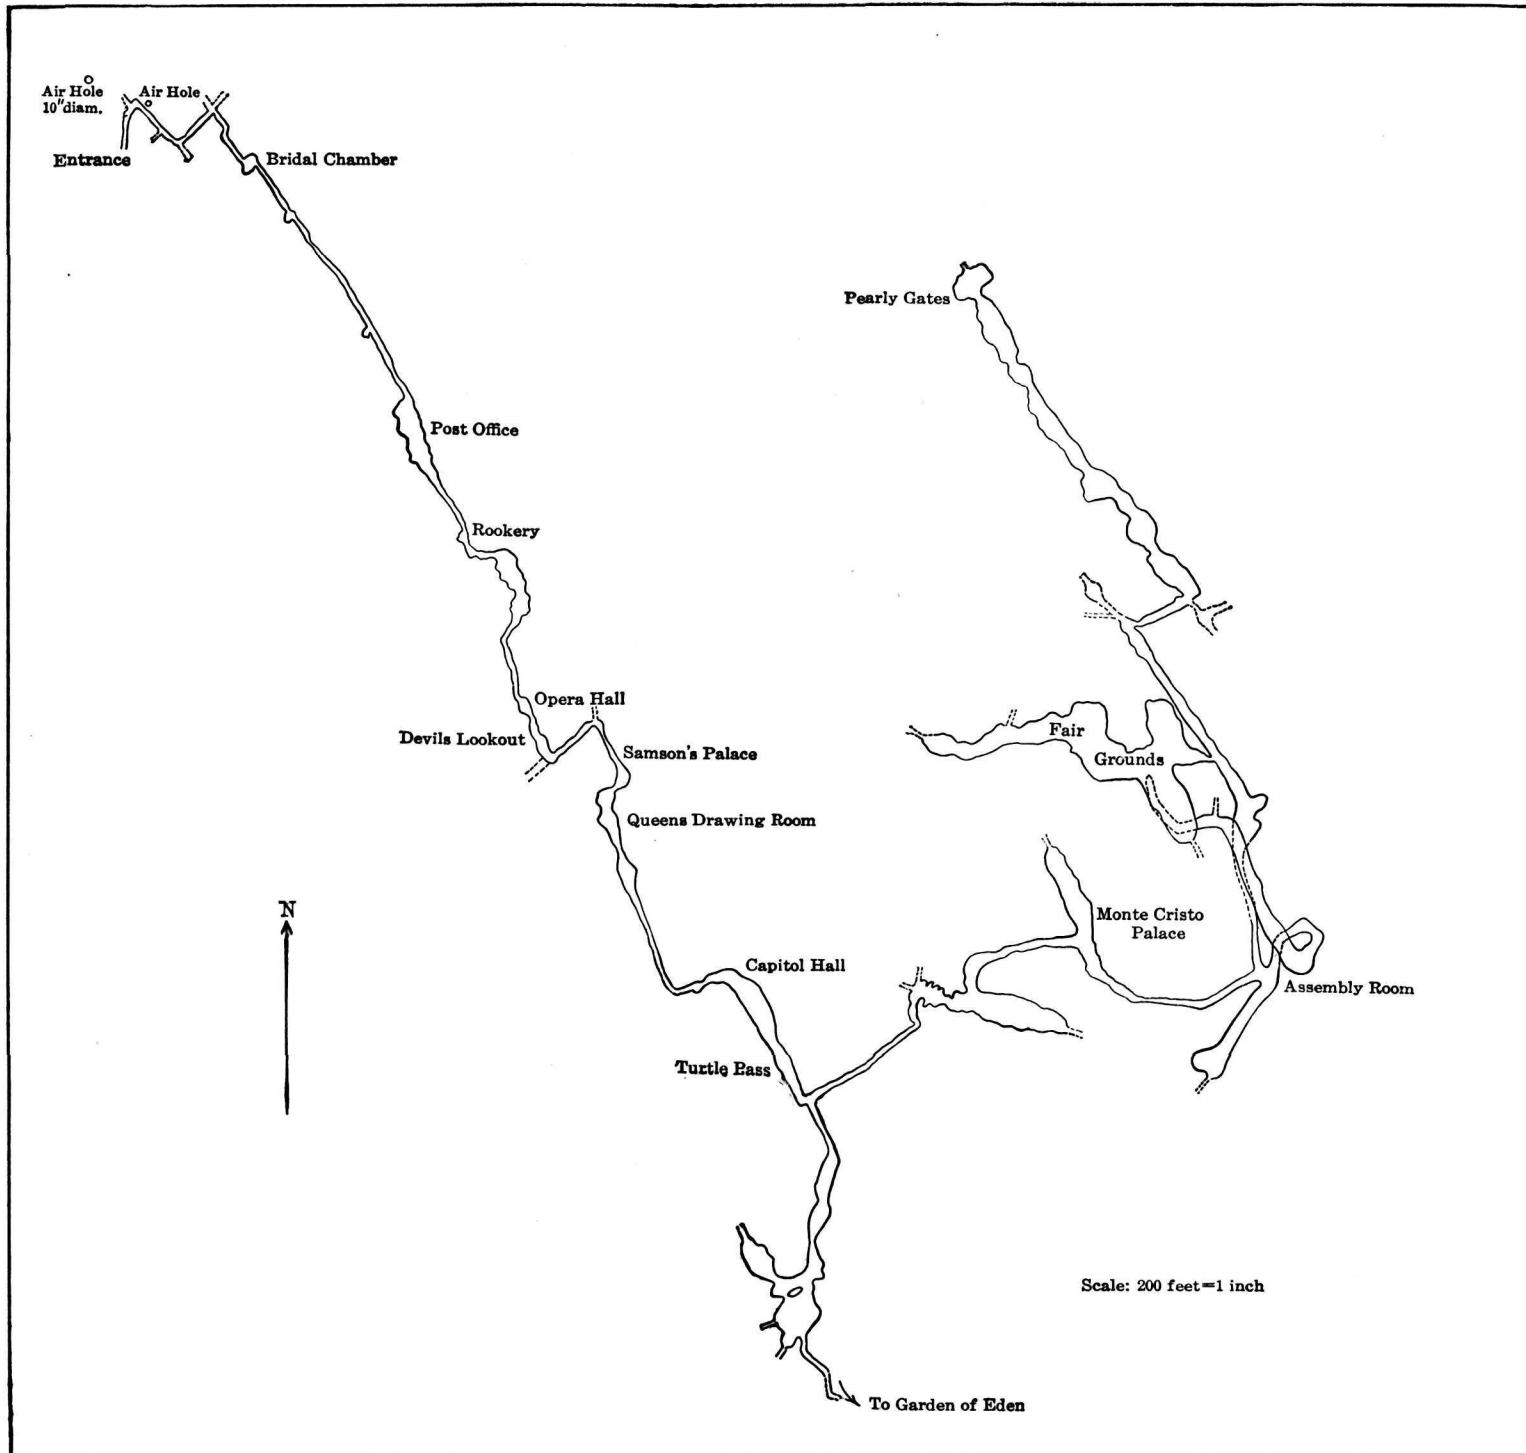 Air Hole
10"diam.
Air Hole
Entrance
Bridal Chamber
Pearly Gates
Post Office
Rookery
Opera Hall
Devils Lookout
Samson's Palace
Fair
Grounds
Queens Drawing Room
N
Monte Cristo
Palace
Capitol Hall
Assembly Room
Turtle Pass
Scale: 200 feet=1 inch
To Garden of Eden